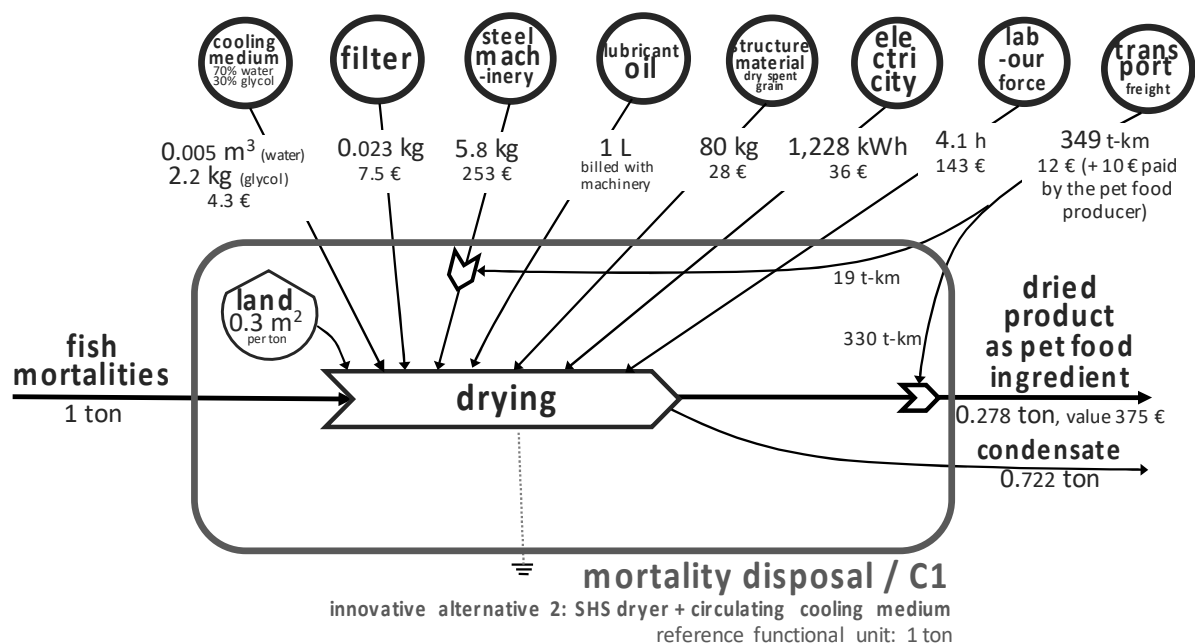 cooling
medium
70% water
30% glycol
filter
steel
mach
-inery
lubricant
oil
structure
material
dry spent
grain
ele
ctri
city
lab
-our
force
trans
port
freight
0.005 m³ (water)
2.2 kg (glycol)
4.3 €
0.023 kg
7.5 €
5.8 kg
253 €
1 L
billed with
machinery
80 kg
28 €
1,228 kWh
36 €
4.1 h
143 €
349 t-km
12 € (+ 10 € paid
by the pet food
producer)
19 t-km
330 t-km
land
0.3 m²
per ton
fish
mortalities
1 ton
drying
dried
product
as pet food
ingredient
0.278 ton, value 375 €
condensate
0.722 ton
mortality disposal / C1
innovative alternative 2: SHS dryer + circulating cooling medium
reference functional unit: 1 ton